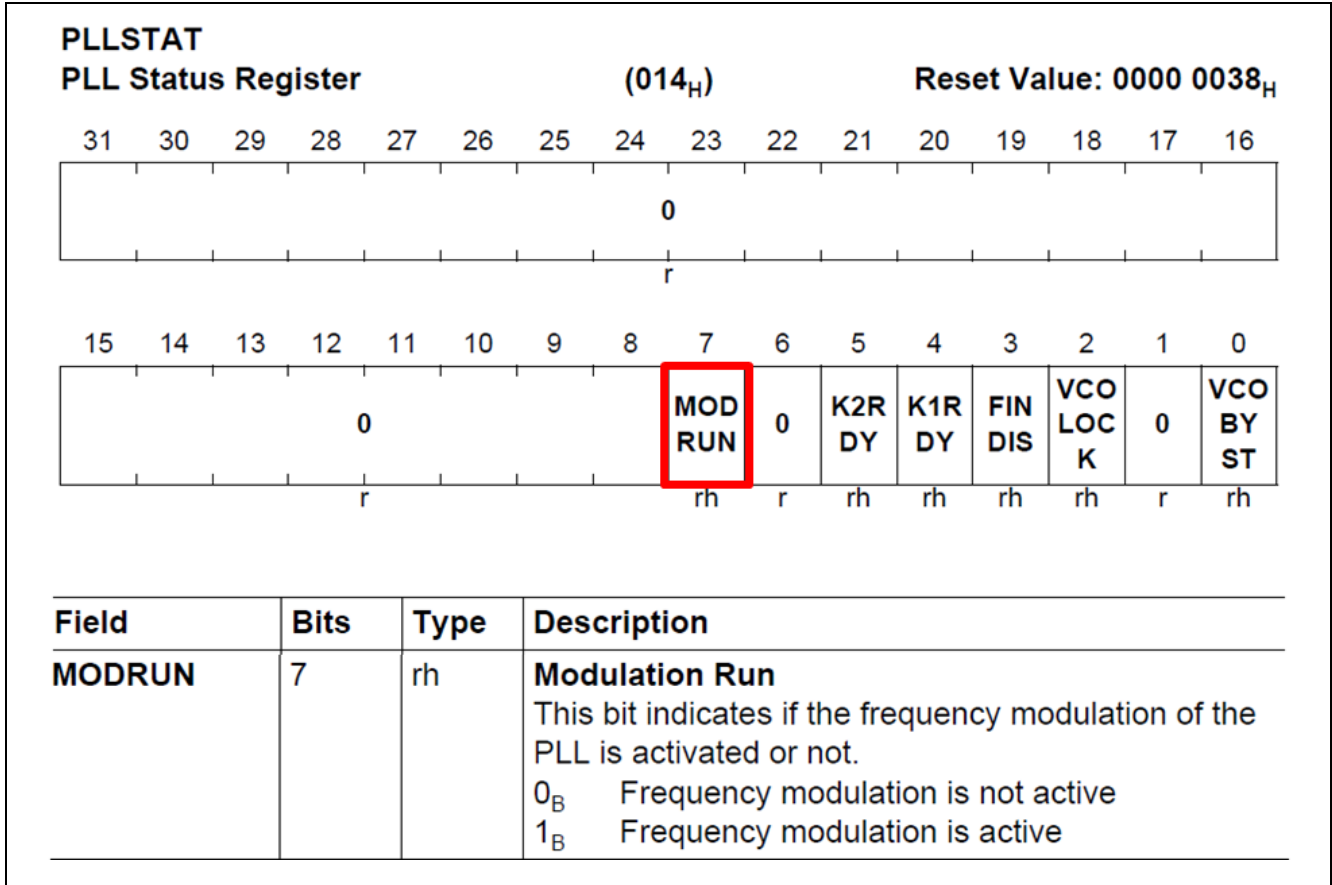 PLLSTAT
PLL Status Register (014H) Reset Value: 0000 0038H
31 30 29 28 27 26 25 24 23 22 21 20 19 18 17 16
0
r
15 14 13 12 11 10 9 8 7 6 5 4 3 2 1 0
0 MOD RUN 0 K2R DY K1R DY FIN DIS VCO LOC K 0 VCO BY ST
r rh r rh rh rh rh r rh
Field Bits Type Description
MODRUN 7 rh Modulation Run
This bit indicates if the frequency modulation of the
PLL is activated or not.
0B Frequency modulation is not active
1B Frequency modulation is active